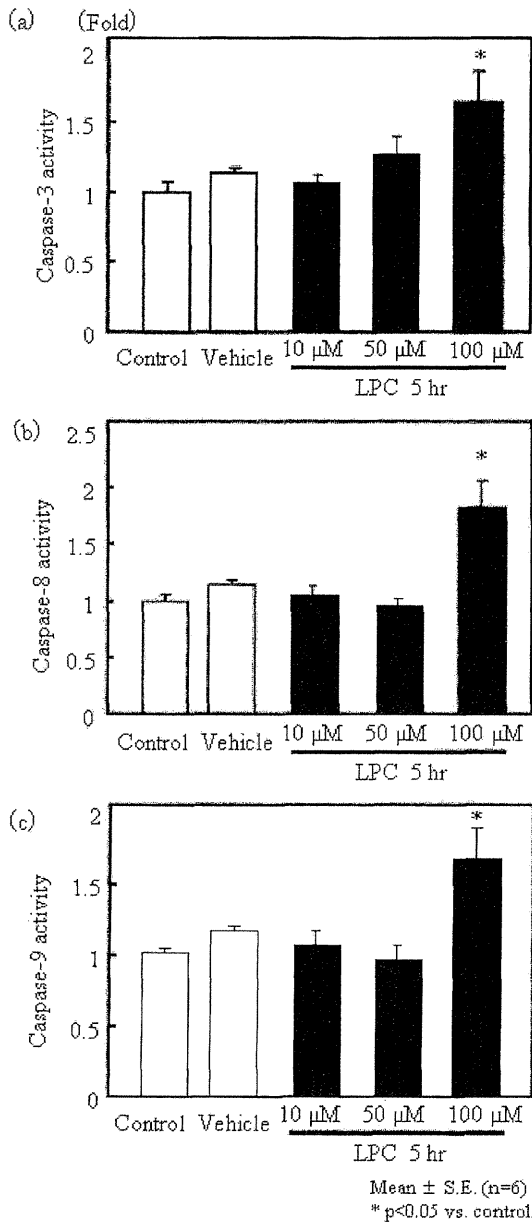 (a) (Fold)
Caspase-3 activity
2
1.5
1
0.5
0
*
Control Vehicle 10 µM 50 µM 100 µM
LPC 5 hr
(b)
Caspase-8 activity
2.5
2
1.5
1
0.5
0
*
Control Vehicle 10 µM 50 µM 100 µM
LPC 5 hr
(c)
Caspase-9 activity
2
1.5
1
0.5
0
*
Control Vehicle 10 µM 50 µM 100 µM
LPC 5 hr
Mean ± S.E. (n=6)
* p<0.05 vs. control